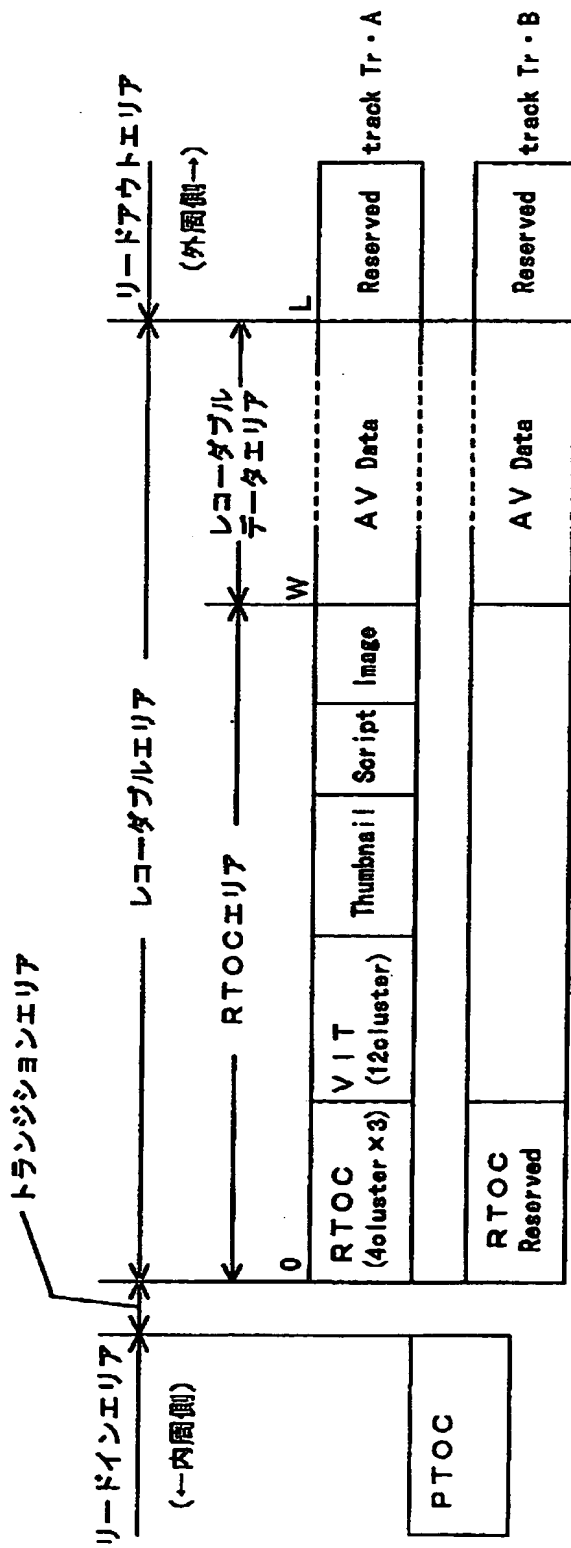 トランジションエリア
リードインエリア
レコーダブルエリア
リードアウトエリア
(←内周側)
(外周側→)
RTOCエリア
レコーダブル
データエリア
0
W
L
PTOC
RTOC
(4cluster×3)
VIT
(12cluster)
Thumbnail
Script
Image
AV Data
Reserved
track Tr・A
RTOC
Reserved
AV Data
Reserved
track Tr・B